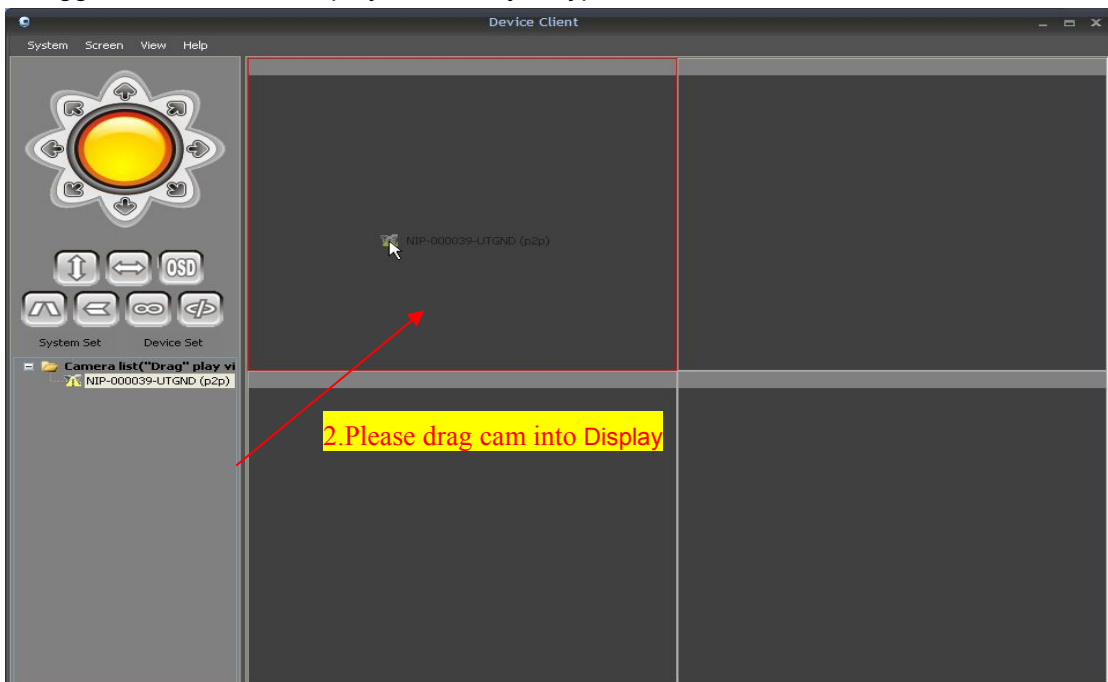 Device Client
System Screen View Help
OSD
NIP-000039-UTGND (p2p)
System Set Device Set
Camera list("Drag" play vi
NIP-000039-UTGND (p2p)
2.Please drag cam into Display